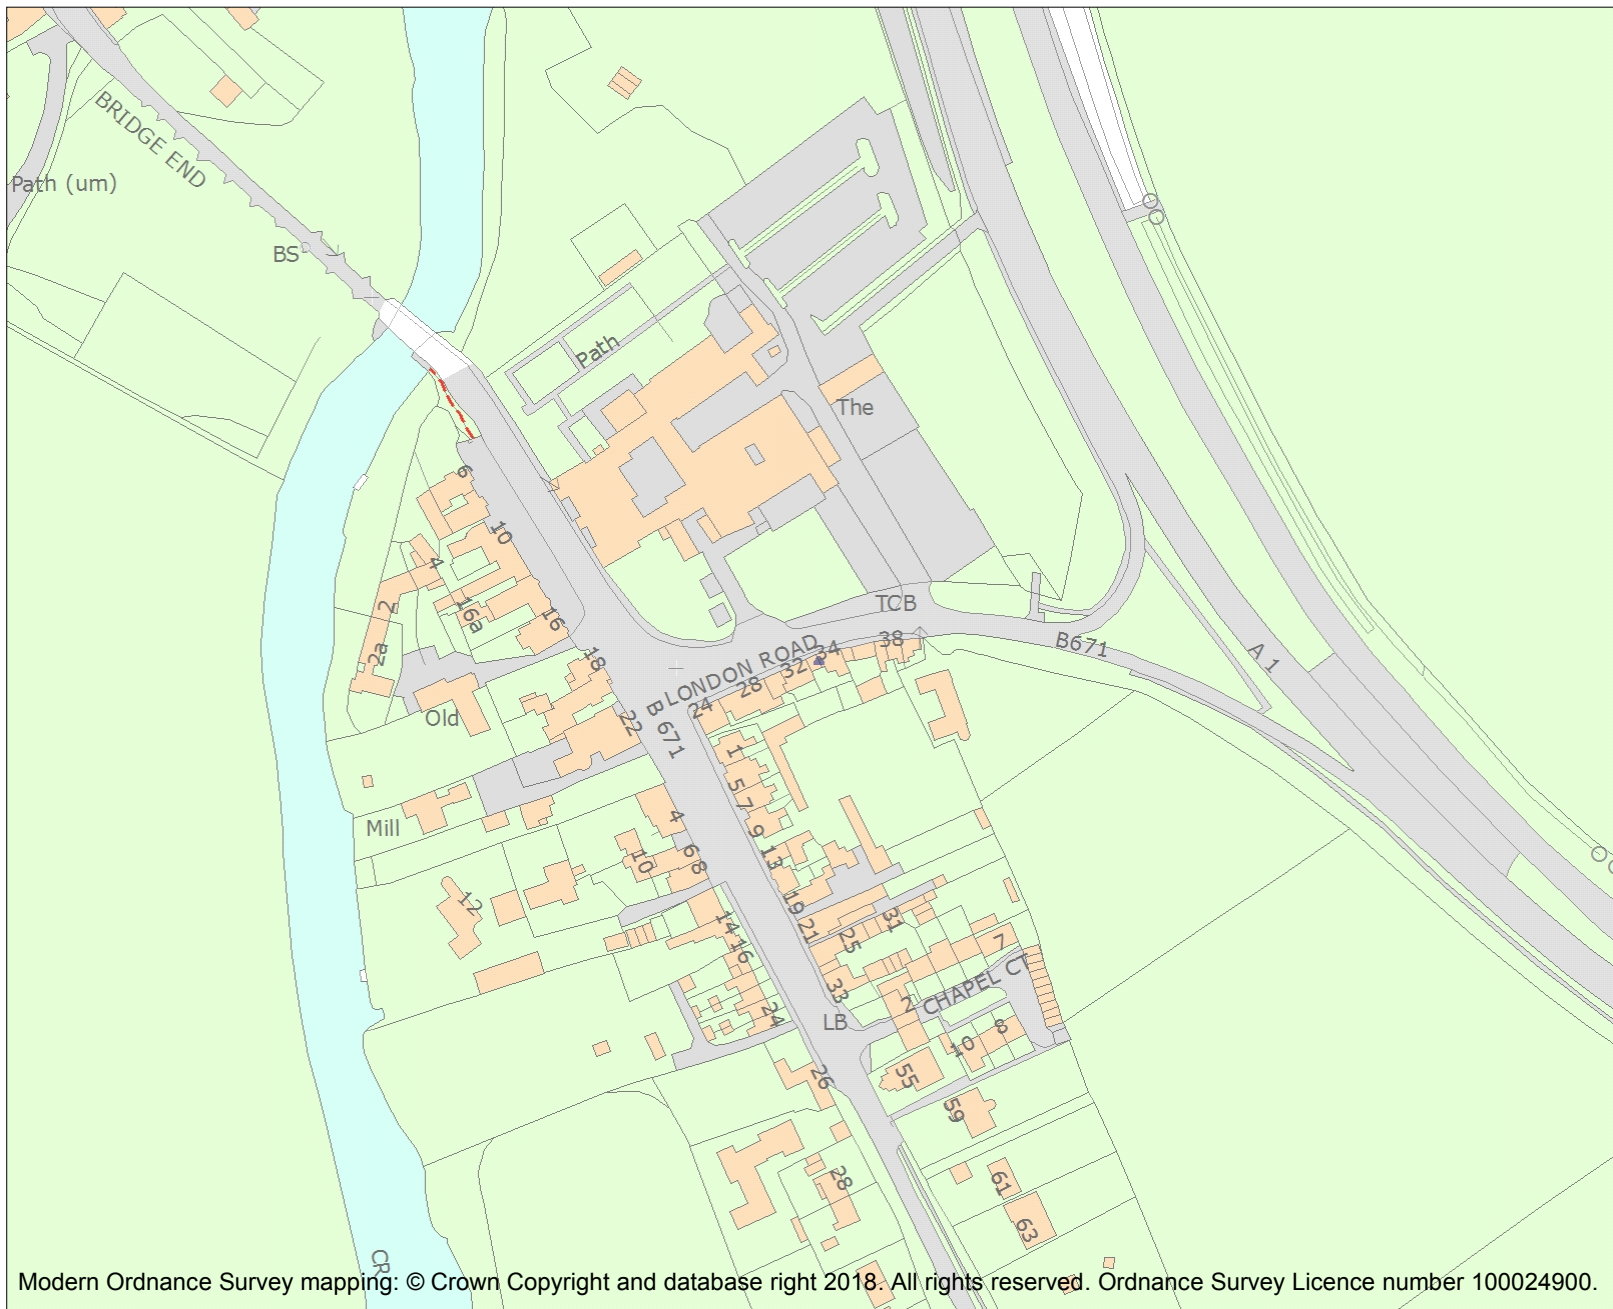 BRIDGE END
Path (um)
BS
Path
The
6
10
4
2
16a
16
2a
18
Old
22
TCB
LONDON ROAD
38
34
32
28
24
B 671
B671
A 1
1
5
7
9
13
19
21
25
31
33
Mill
4
6
8
10
12
14
16
24
7
CHAPEL CT
2
8
10
LB
26
55
59
28
61
63
CR
Modern Ordnance Survey mapping: © Crown Copyright and database right 2018. All rights reserved. Ordnance Survey Licence number 100024900.